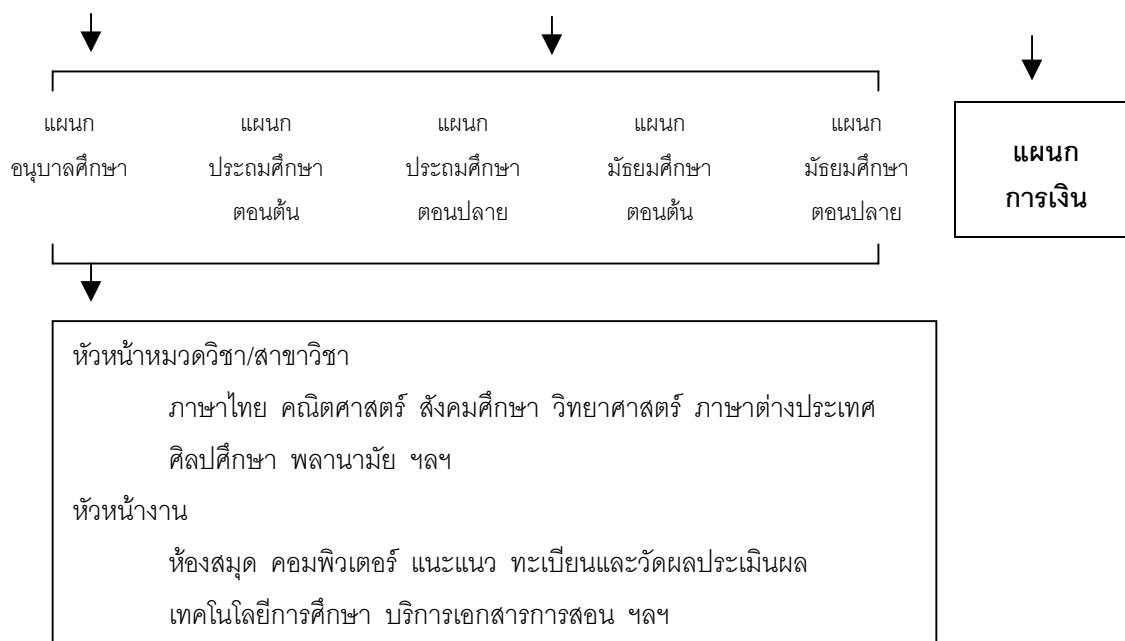 แผนก
อนุบาลศึกษา
แผนก
ประถมศึกษา
ตอนต้น
แผนก
ประถมศึกษา
ตอนปลาย
แผนก
มัธยมศึกษา
ตอนต้น
แผนก
มัธยมศึกษา
ตอนปลาย
แผนก
การเงิน
หัวหน้าหมวดวิชา/สาขาวิชา
ภาษาไทย คณิตศาสตร์ สังคมศึกษา วิทยาศาสตร์ ภาษาต่างประเทศ
ศิลปศึกษา พลานามัย ฯลฯ
หัวหน้างาน
ห้องสมุด คอมพิวเตอร์ แนะแนว ทะเบียนและวัดผลประเมินผล
เทคโนโลยีการศึกษา บริการเอกสารการสอน ฯลฯ